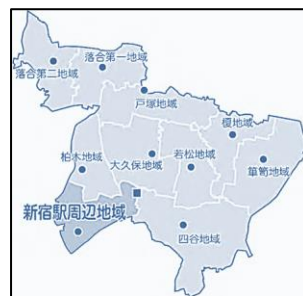 落合第一地域
落合第二地域
戸塚地域
榎地域
柏木地域
大久保地域
若松地域
箪笥地域
新宿駅周辺地域
四谷地域